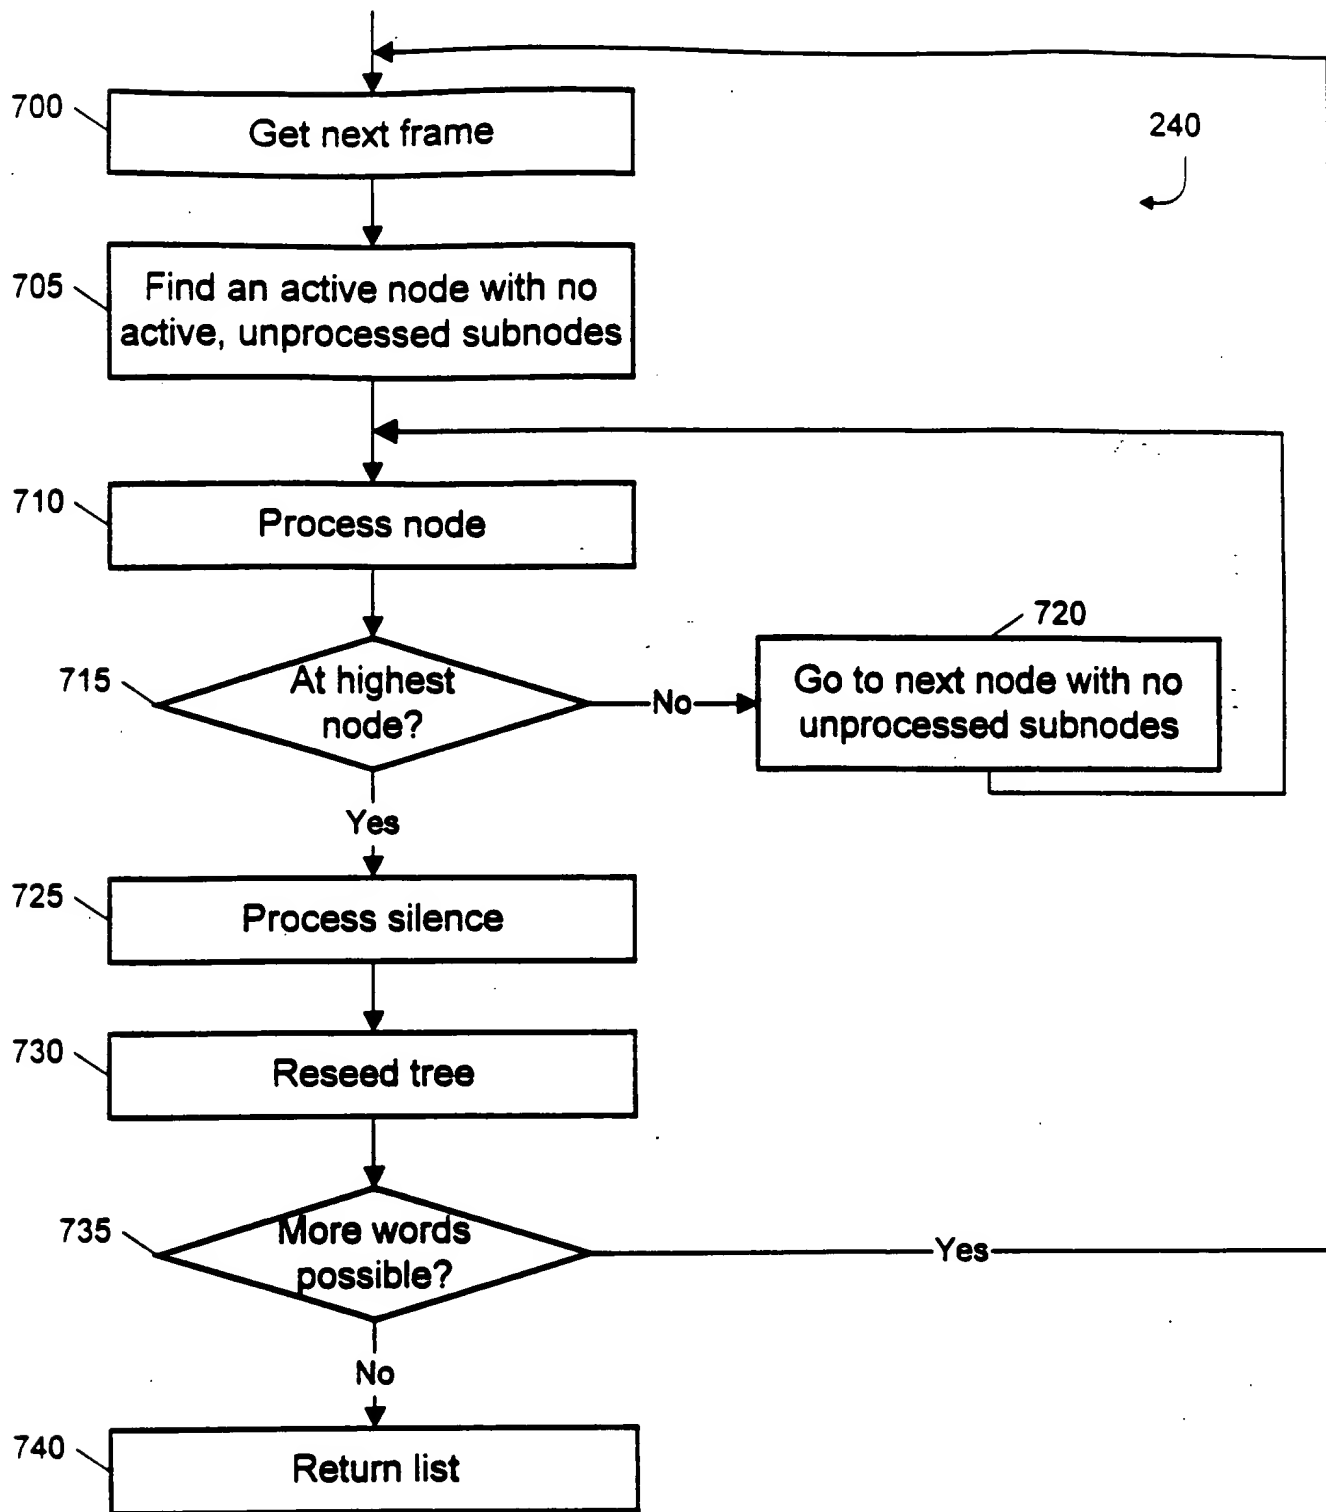 700
Get next frame
240
705
Find an active node with no
active, unprocessed subnodes
710
Process node
720
715
At highest
node?
No
Go to next node with no
unprocessed subnodes
Yes
725
Process silence
730
Reseed tree
735
More words
possible?
Yes
No
740
Return list